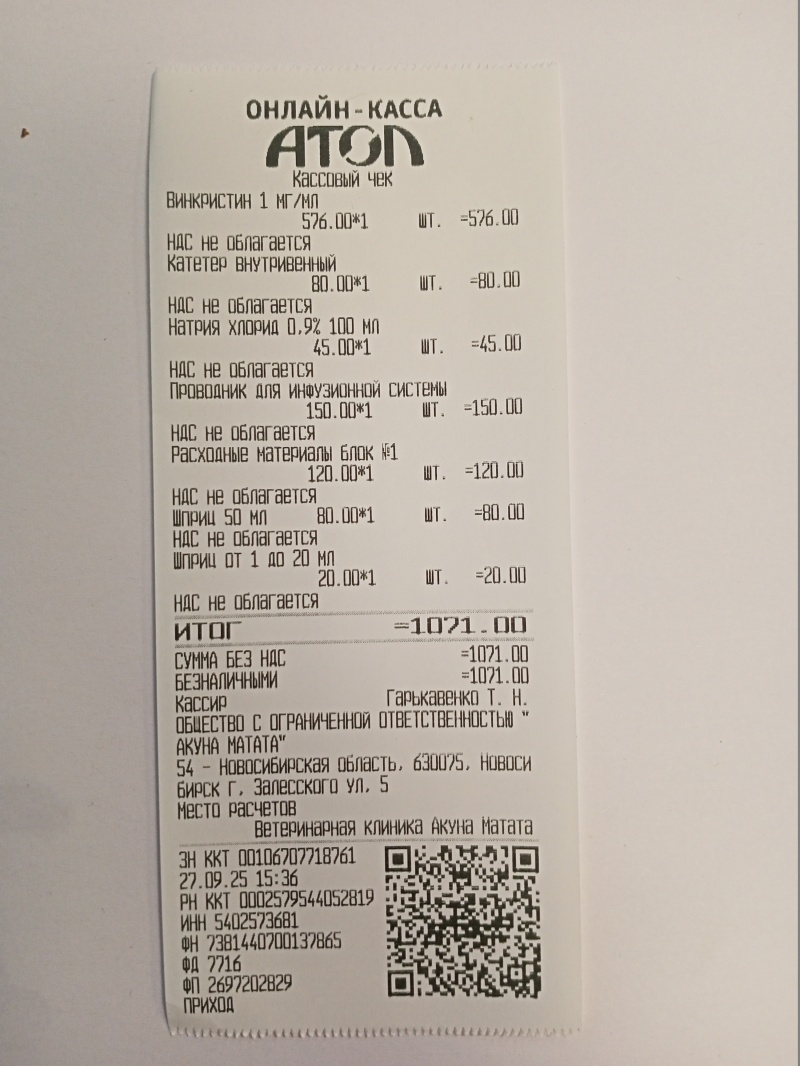 ОНЛАЙН-КАССА
АТОЛ
Кассовый чек
Винкристин 1 мг/мл
576.00*1 шт. =576.00
НДС не облагается
Катетер внутривенный
80.00*1 шт. =80.00
НДС не облагается
Натрия хлорид 0,9% 100 мл
45.00*1 шт. =45.00
НДС не облагается
Проводник для инфузионной системы
150.00*1 шт. =150.00
НДС не облагается
Расходные материалы блок №1
120.00*1 шт. =120.00
НДС не облагается
Шприц 50 мл 80.00*1 шт. =80.00
НДС не облагается
Шприц от 1 до 20 мл
20.00*1 шт. =20.00
НДС не облагается
ИТОГ =1071.00
СУММА БЕЗ НДС =1071.00
БЕЗНАЛИЧНЫМИ =1071.00
Кассир Гарькавенко Т. Н.
ОБЩЕСТВО С ОГРАНИЧЕННОЙ ОТВЕТСТВЕННОСТЬЮ "
АКУНА МАТАТА"
54 - Новосибирская область, 630075, Новоси
бирск г, Залесского ул, 5
Место расчетов
Ветеринарная клиника Акуна Матата
ЗН ККТ 00106707718761
27.09.25 15:36
РН ККТ 0002579544052819
ИНН 5402573681
ФН 7381440700137865
ФД 7716
ФП 2697202829
ПРИХОД